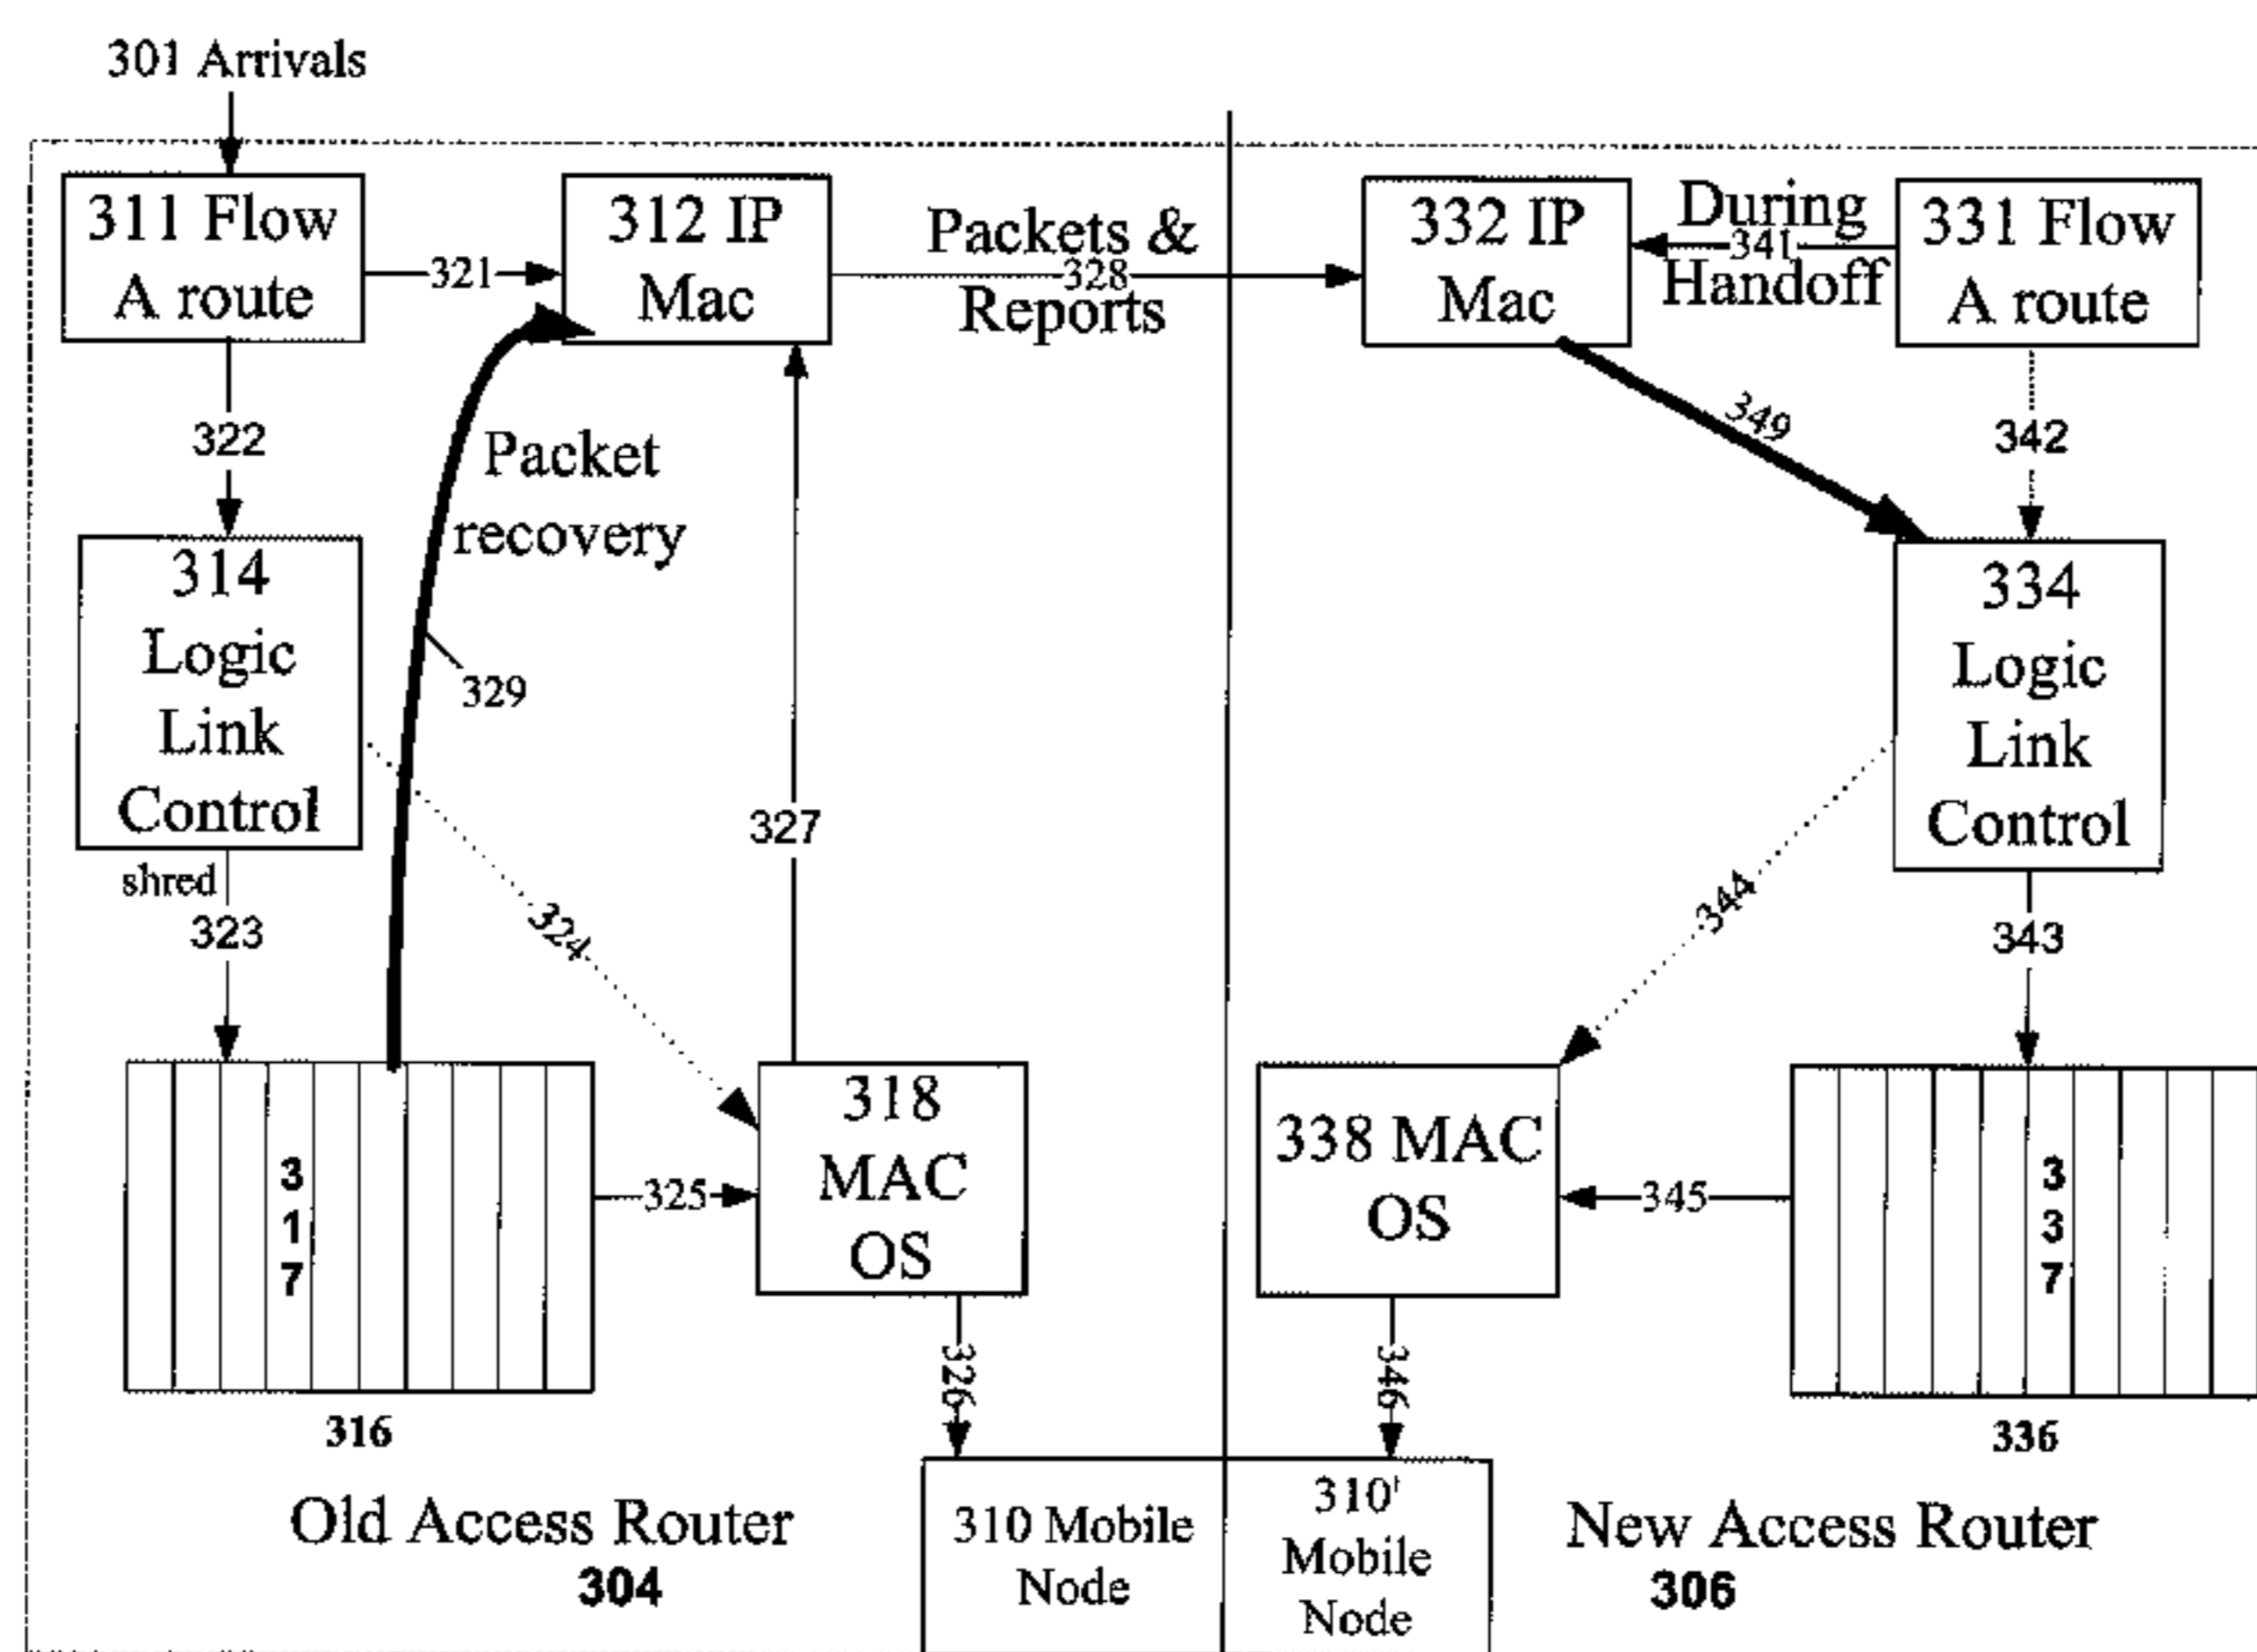 301 Arrivals
311 Flow
A route
321
312 IP
Mac
Packets &
328
Reports
332 IP
Mac
During
341
Handoff
331 Flow
A route
322
Packet
recovery
329
349
342
314
Logic
Link
Control
shred
323
324
327
334
Logic
Link
Control
344
343
3
1
7
316
325
318
MAC
OS
338 MAC
OS
345
3
3
7
336
326
346
Old Access Router
304
310 Mobile
Node
310'
Mobile
Node
New Access Router
306